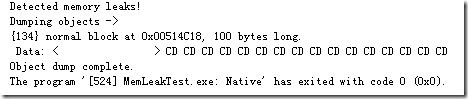 Detected memory leaks!
Dumping objects ->
{134} normal block at 0x00514C18, 100 bytes long.
 Data: <                > CD CD CD CD CD CD CD CD CD CD CD CD CD CD CD CD
Object dump complete.
The program '[524] MemLeakTest.exe: Native' has exited with code 0 (0x0).